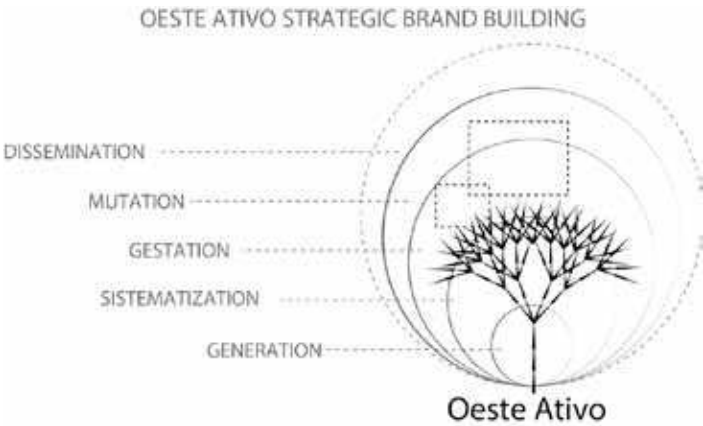 OESTE ATIVO STRATEGIC BRAND BUILDING
DISSEMINATION
MUTATION
GESTATION
SISTEMATIZATION
GENERATION
Oeste Ativo